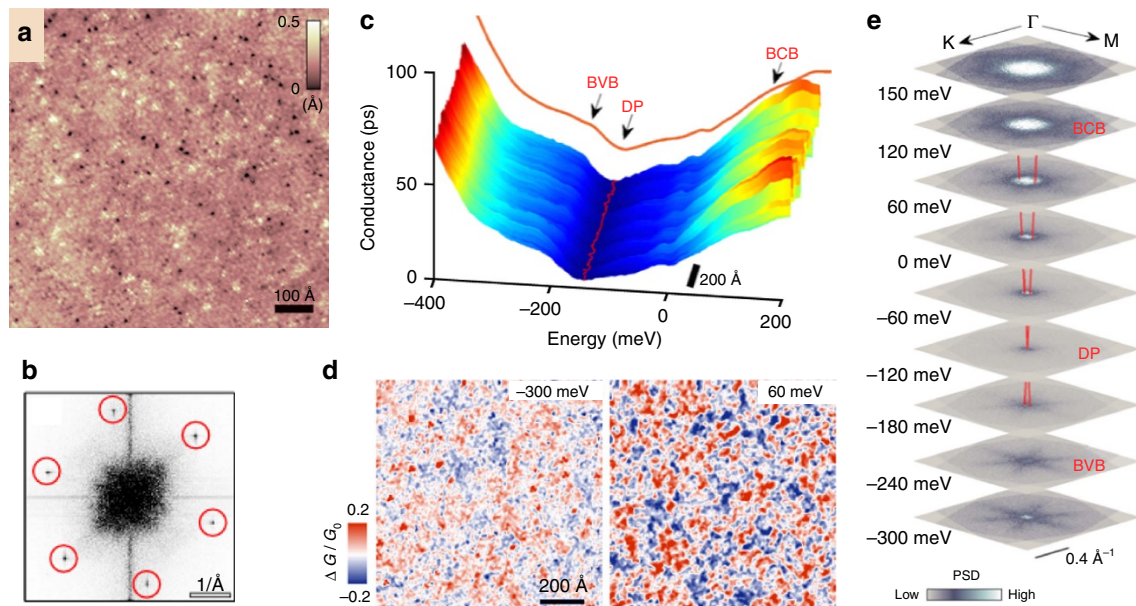 a
0.5
0
(Å)
100 Å
b
1/Å
c
Conductance (ps)
100
50
0
BVB
DP
BCB
200 Å
–400
–200
0
200
Energy (meV)
d
–300 meV
60 meV
Δ G / G0
0.2
–0.2
200 Å
e
Γ
K
M
150 meV
BCB
120 meV
60 meV
0 meV
–60 meV
DP
–120 meV
–180 meV
BVB
–240 meV
–300 meV
0.4 Å–1
PSD
Low
High